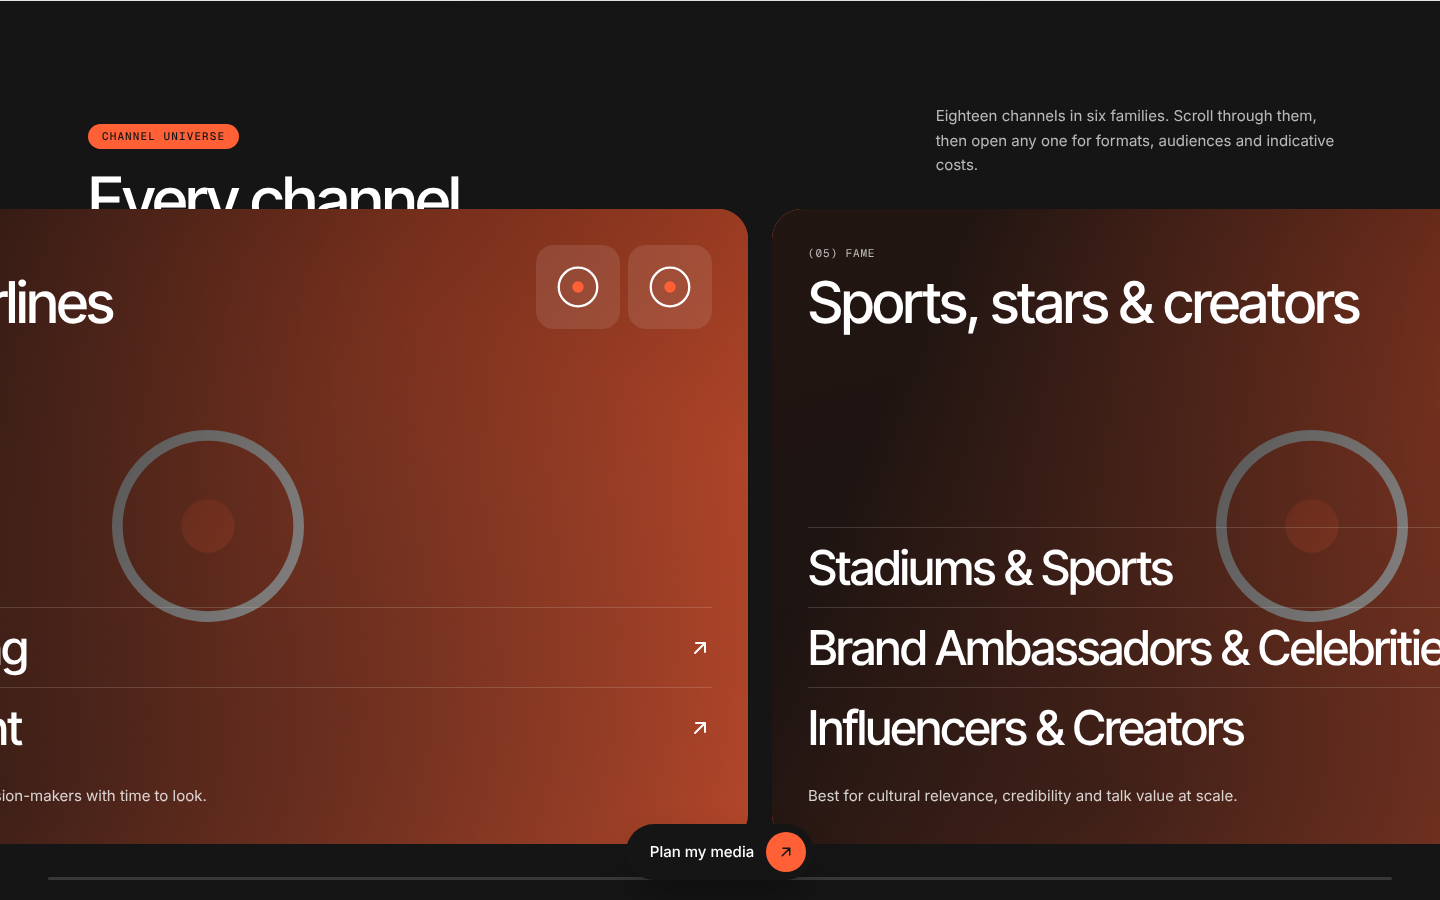 CHANNEL UNIVERSE
Every channel
Eighteen channels in six families. Scroll through them,
then open any one for formats, audiences and indicative
costs.
rlines
ng
nt
sion-makers with time to look.
(05) FAME
Sports, stars & creators
Stadiums & Sports
Brand Ambassadors & Celebritie
Influencers & Creators
Best for cultural relevance, credibility and talk value at scale.
Plan my media